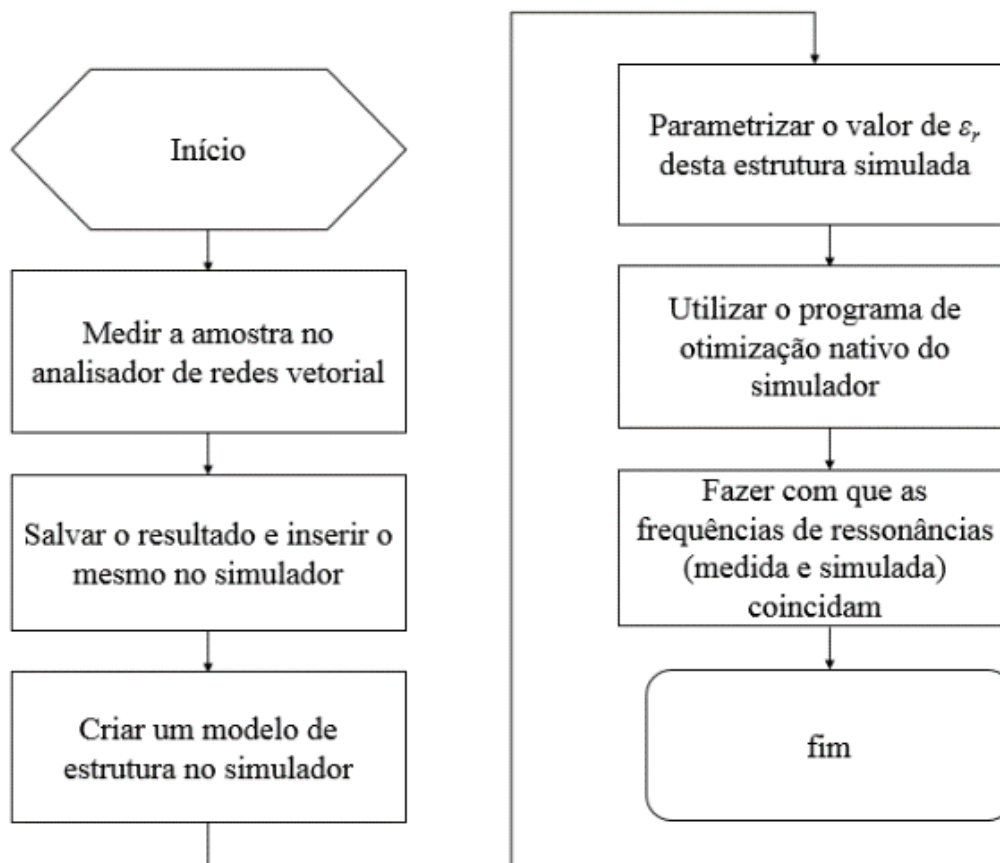 Início
Medir a amostra no
analisador de redes vetorial
Salvar o resultado e inserir o
mesmo no simulador
Criar um modelo de
estrutura no simulador
Parametrizar o valor de εr
desta estrutura simulada
Utilizar o programa de
otimização nativo do
simulador
Fazer com que as
frequências de ressonâncias
(medida e simulada)
coincidam
fim